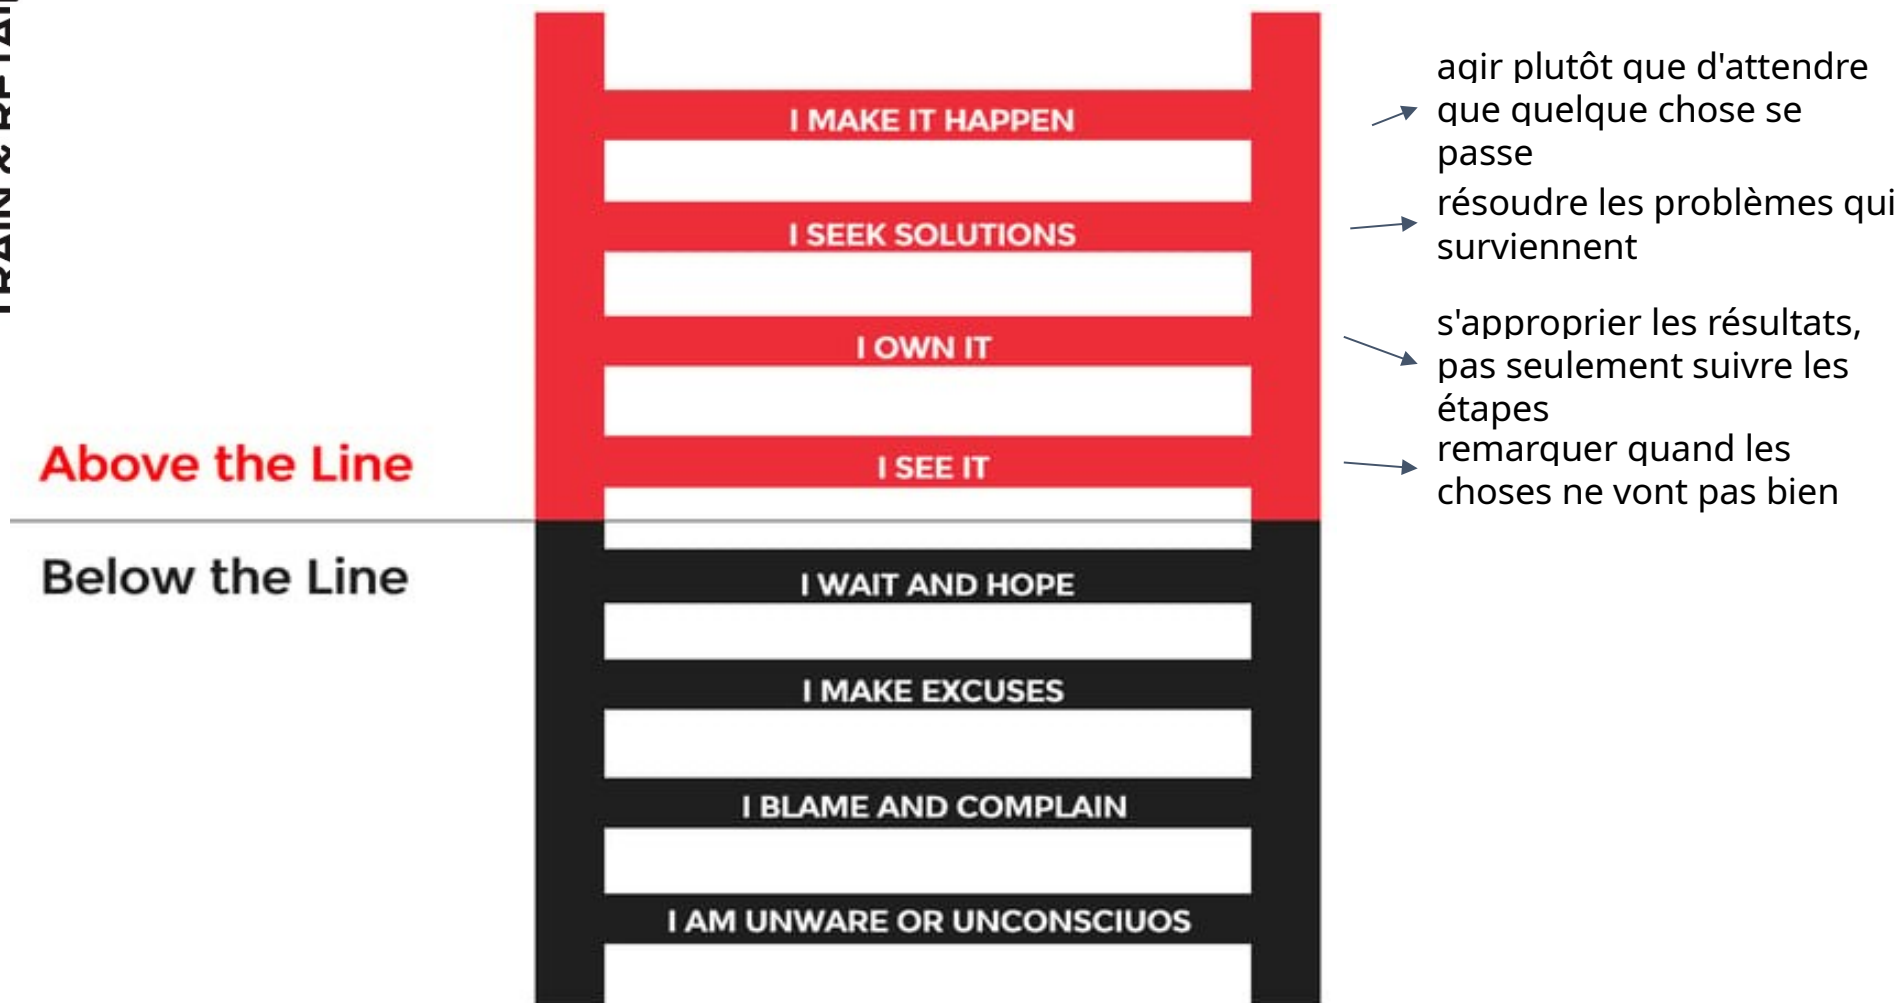 I MAKE IT HAPPEN
agir plutôt que d'attendre
que quelque chose se
passe
I SEEK SOLUTIONS
résoudre les problèmes qui
surviennent
I OWN IT
s'approprier les résultats,
pas seulement suivre les
étapes
Above the Line
I SEE IT
remarquer quand les
choses ne vont pas bien
Below the Line
I WAIT AND HOPE
I MAKE EXCUSES
I BLAME AND COMPLAIN
I AM UNWARE OR UNCONSCIUOS